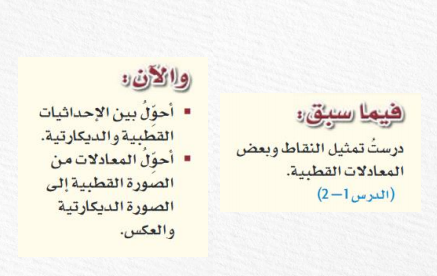 فيما سبق:
درستُ تمثيل النقاط وبعض
المعادلات القطبية.
(الدرس 1–2)
والآن:
▪ أحوِّلُ بين الإحداثيات
القطبية والديكارتية.
▪ أحوِّلُ المعادلات من
الصورة القطبية إلى
الصورة الديكارتية
والعكس.